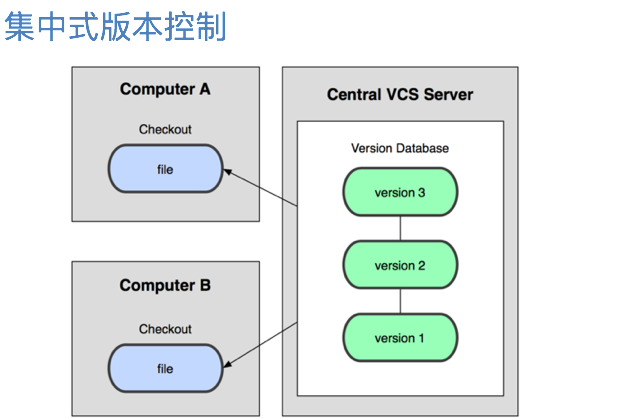 集中式版本控制
Computer A
Checkout
file
Computer B
Checkout
file
Central VCS Server
Version Database
version 3
version 2
version 1